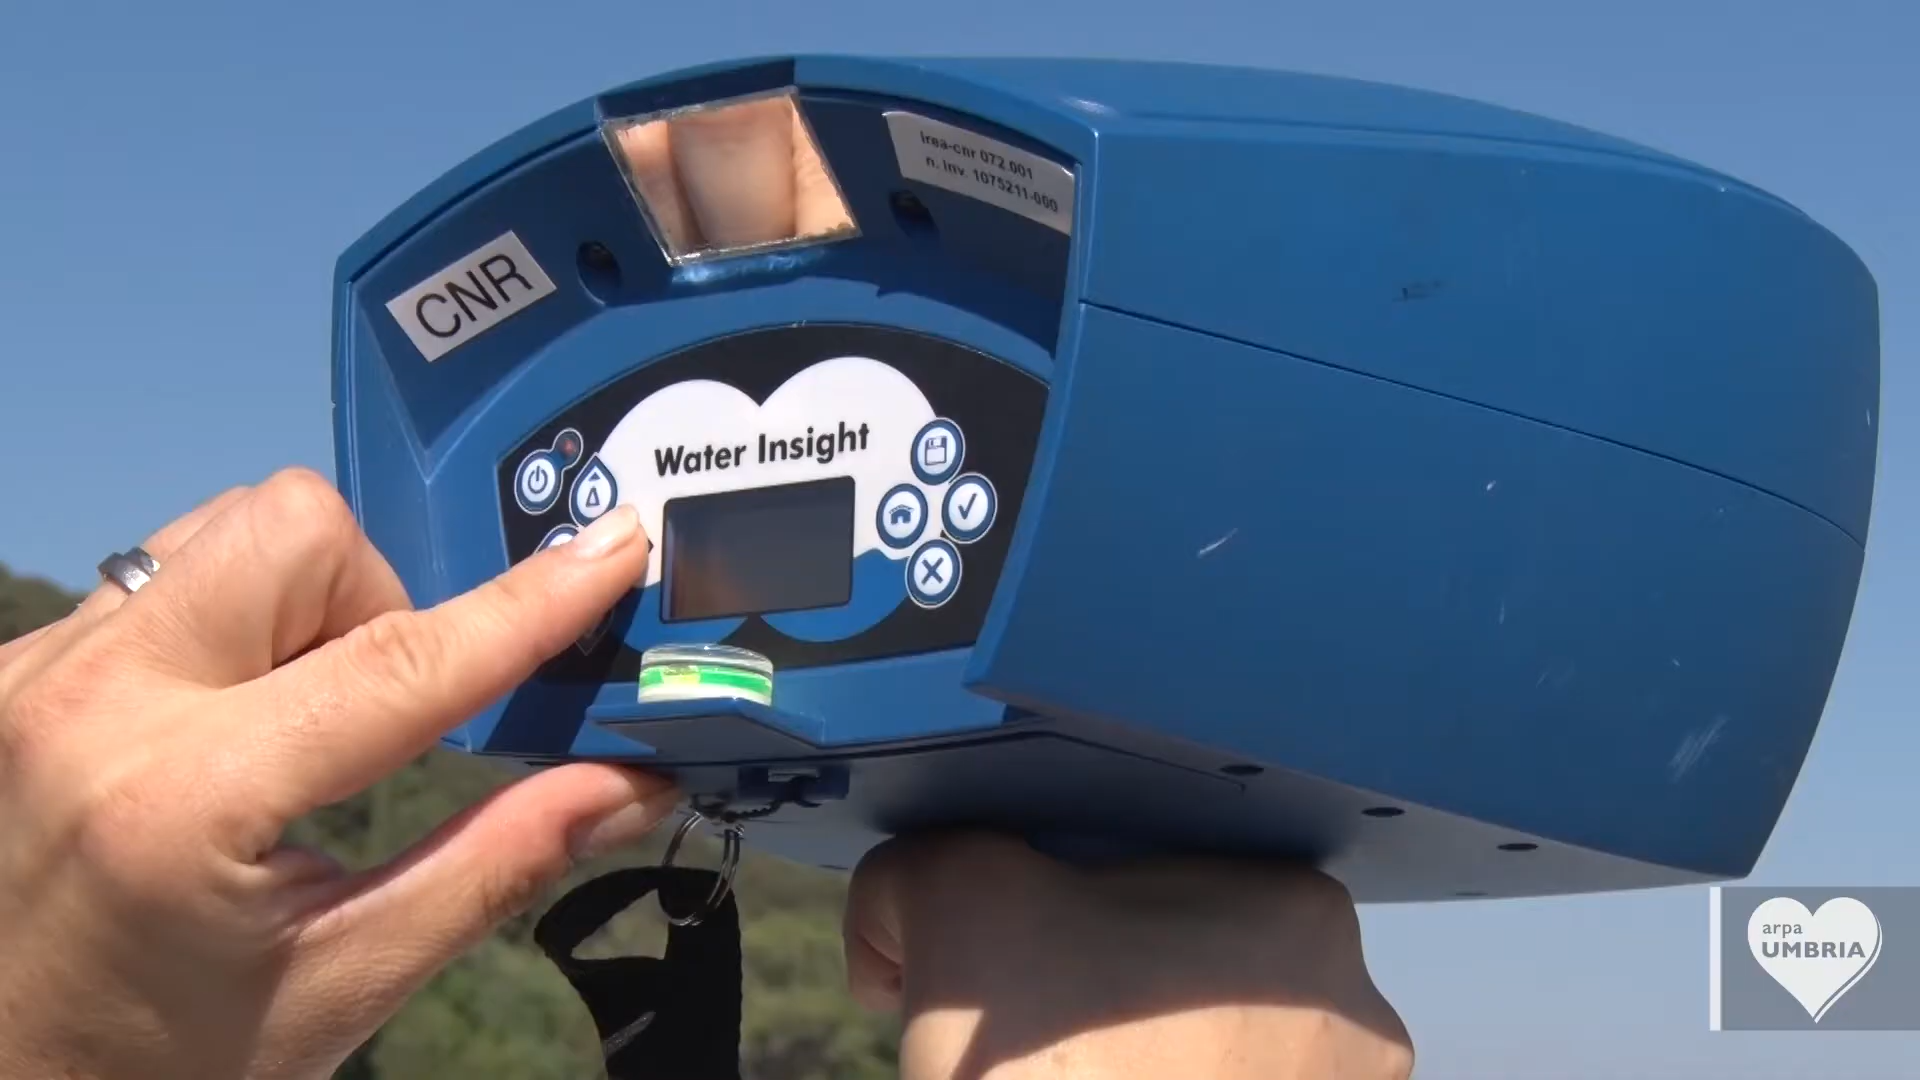 Irea-cnr 072.001
n. inv. 1075211-000
CNR
Water Insight
arpa
UMBRIA